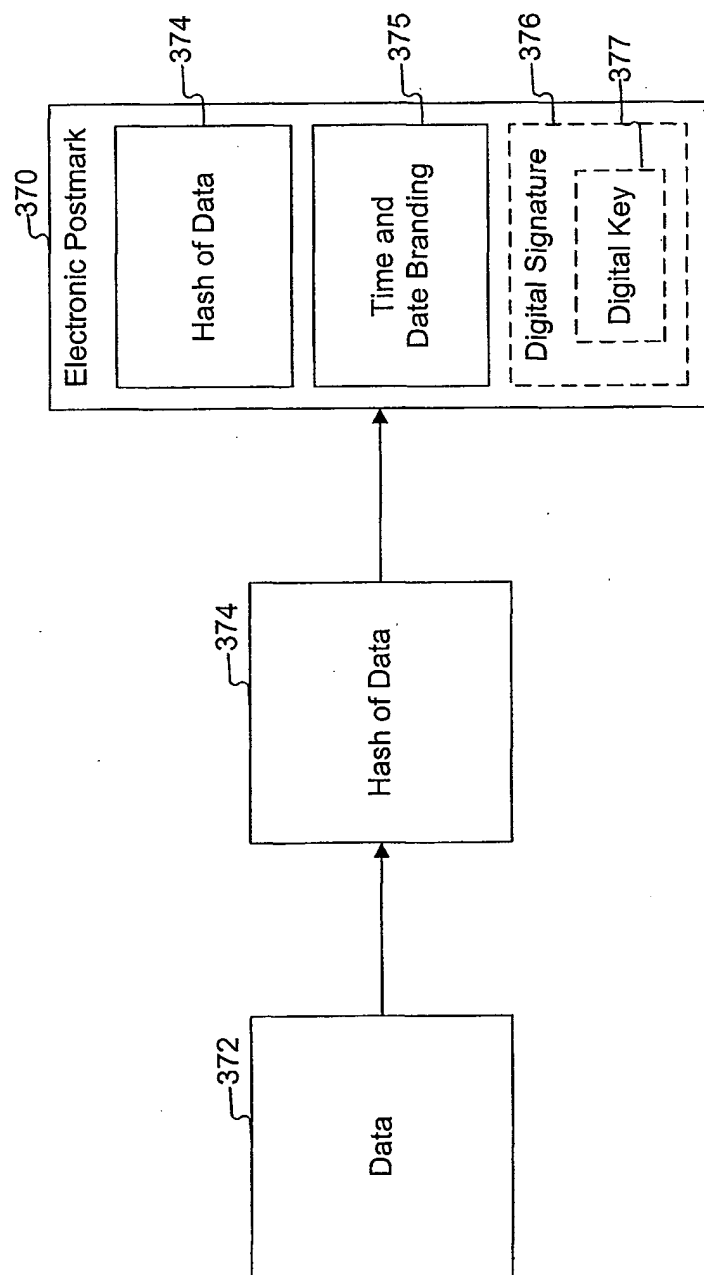 372
Data
374
Hash of Data
370
Electronic Postmark
374
Hash of Data
375
Time and
Date Branding
376
Digital Signature
377
Digital Key